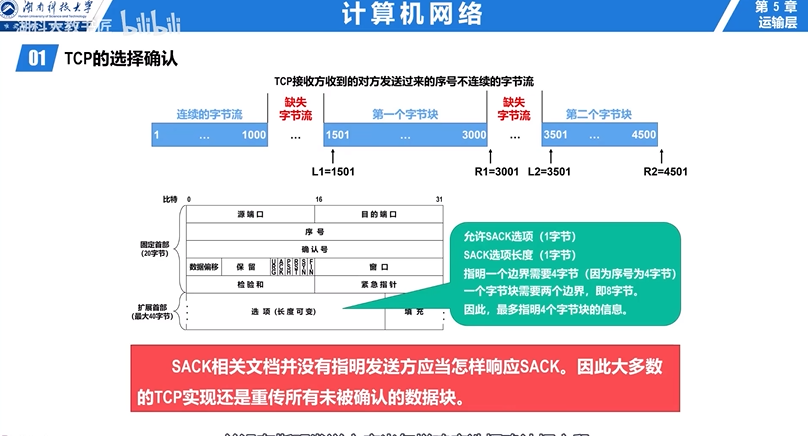 湖南科技大学
Hunan University of Science and Technology
湖科大教书匠 bilibili
计算机网络
第 5 章
运输层
01 TCP的选择确认
TCP接收方收到的对方发送过来的序号不连续的字节流
连续的字节流 缺失 字节流 第一个字节块 缺失 字节流 第二个字节块
1 … 1000 … 1501 … 3000 … 3501 … 4500
L1=1501 R1=3001 L2=3501 R2=4501
比特 0 16 31
源端口 目的端口
序 号
固定首部
(20字节)
确认号
数据偏移 保 留 URG ACK PSH RST SYN FIN 窗 口
检验和 紧急指针
扩展首部
(最大40字节)
选 项 (长度可变) 填 充
允许SACK选项（1字节）
SACK选项长度（1字节）
指明一个边界需要4字节（因为序号为4字节）
一个字节块需要两个边界，即8字节。
因此，最多指明4个字节块的信息。
SACK相关文档并没有指明发送方应当怎样响应SACK。因此大多数
的TCP实现还是重传所有未被确认的数据块。